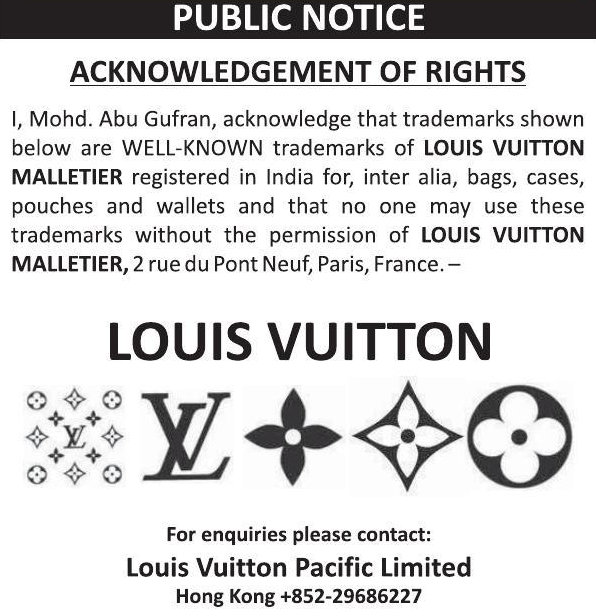 PUBLIC NOTICE
ACKNOWLEDGEMENT OF RIGHTS
I, Mohd. Abu Gufran, acknowledge that trademarks shown
below are WELL-KNOWN trademarks of LOUIS VUITTON
MALLETIER registered in India for, inter alia, bags, cases,
pouches and wallets and that no one may use these
trademarks without the permission of LOUIS VUITTON
MALLETIER, 2 rue du Pont Neuf, Paris, France. –
LOUIS VUITTON
LV
LV
For enquiries please contact:
Louis Vuitton Pacific Limited
Hong Kong +852-29686227